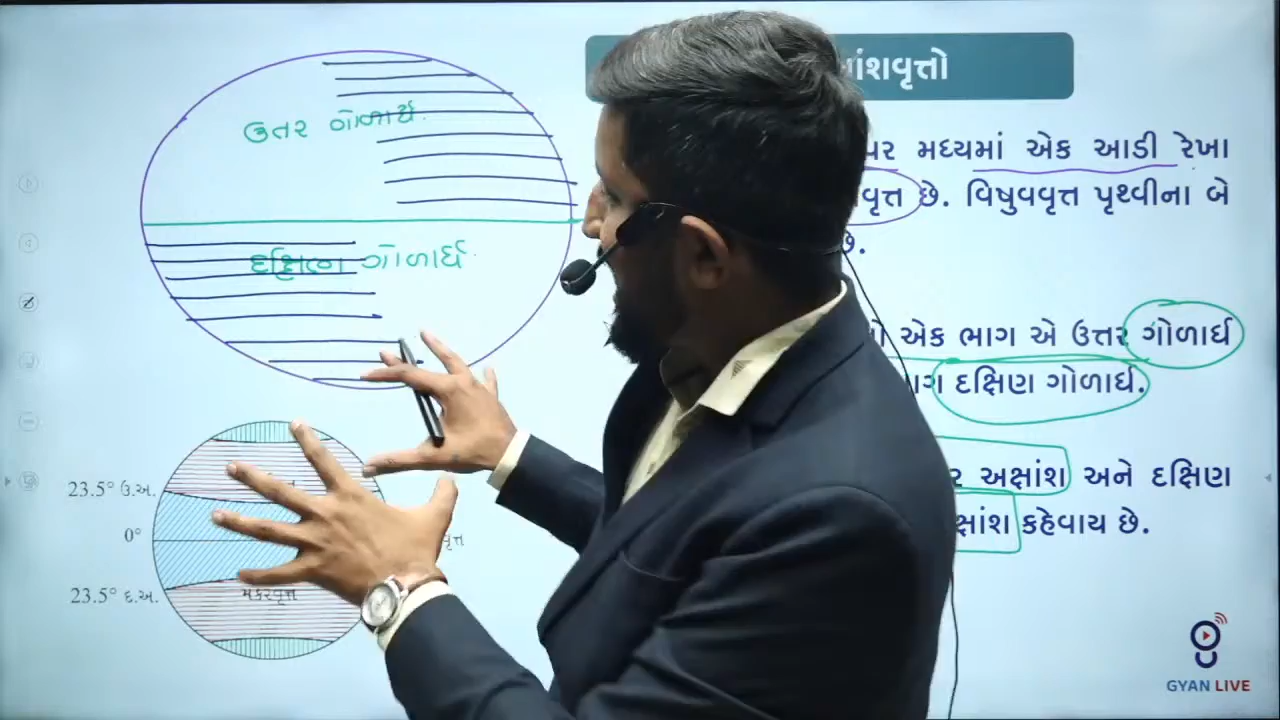 ંશવૃત્તો
ઉત્તર ગોળાર્ધ
દક્ષિણ ગોળાર્ધ
પર મધ્યમાં એક આડી રેખા
વૃત્ત છે. વિષુવવૃત્ત પૃથ્વીના બે
છે.
એક ભાગ એ ઉત્તર ગોળાર્ધ
દક્ષિણ ગોળાર્ધ.
ર અક્ષાંશ અને દક્ષિણ
ક્ષાંશ કહેવાય છે.
23.5° ઉ.અ.
0°
વૃત્ત
23.5° દ.અ.
મકરવૃત્ત
GYAN LIVE